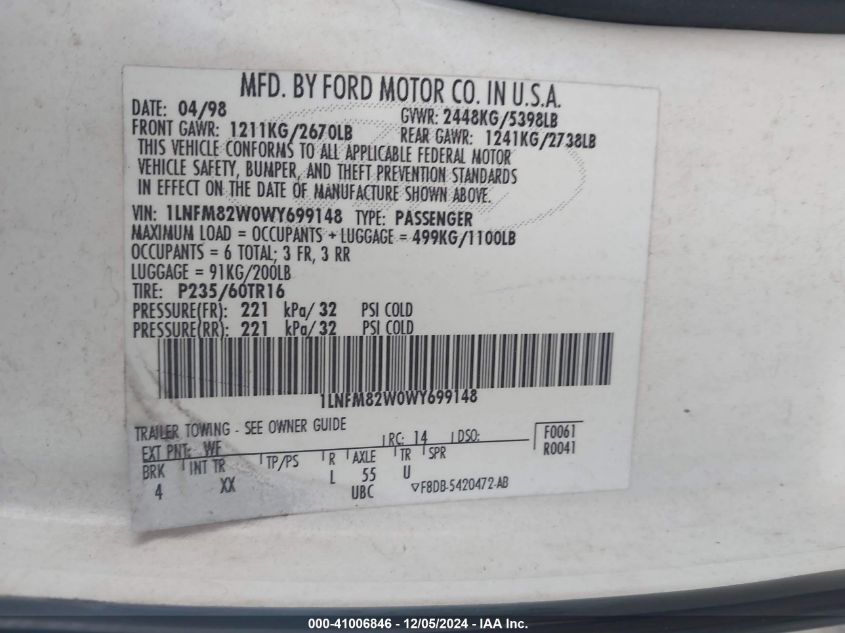 MFD. BY FORD MOTOR CO. IN U.S.A.
DATE: 04/98 GVWR: 2448KG/5398LB
FRONT GAWR: 1211KG/2670LB REAR GAWR: 1241KG/2738LB
THIS VEHICLE CONFORMS TO ALL APPLICABLE FEDERAL MOTOR
VEHICLE SAFETY, BUMPER, AND THEFT PREVENTION STANDARDS
IN EFFECT ON THE DATE OF MANUFACTURE SHOWN ABOVE.
VIN: 1LNFM82W0WY699148 TYPE: PASSENGER
MAXIMUM LOAD = OCCUPANTS + LUGGAGE = 499KG/1100LB
OCCUPANTS = 6 TOTAL; 3 FR, 3 RR
LUGGAGE = 91KG/200LB
TIRE: P235/60TR16
PRESSURE(FR): 221 kPa/ 32 PSI COLD
PRESSURE(RR): 221 kPa/ 32 PSI COLD
1LNFM82W0WY699148
TRAILER TOWING - SEE OWNER GUIDE
EXT PNT: WF RC: 14 DSO: F0061
R0041
BRK INT TR TP/PS R AXLE TR SPR
4 XX L 55 U
UBC ▽F8DB-5420472-AB
000-41006846 - 12/05/2024 - IAA Inc.